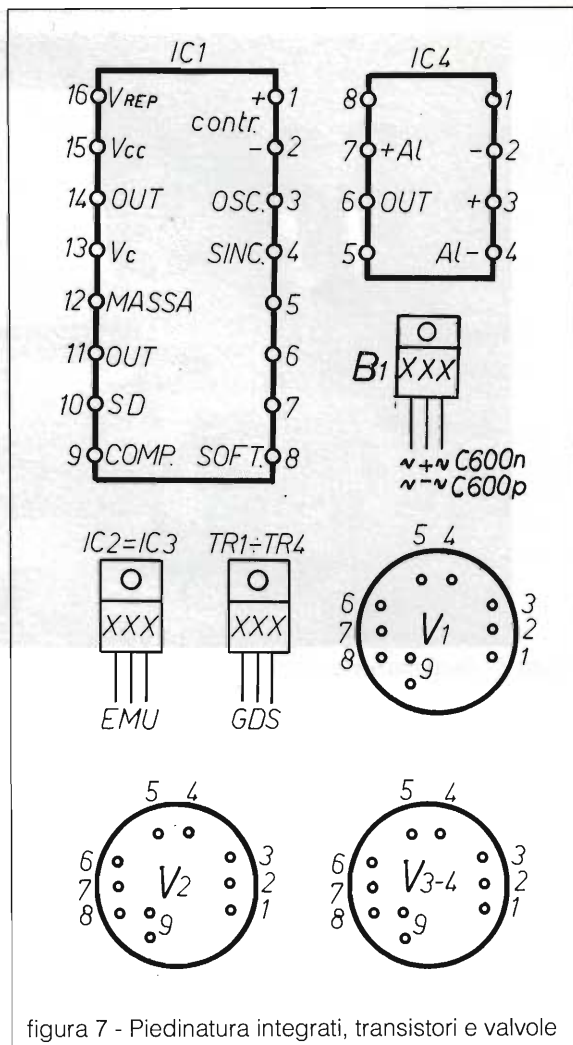 IC1
16 VREP + 1
contr.
15 Vcc - 2
14 OUT OSC. 3
13 Vc SINC. 4
12 MASSA 5
11 OUT 6
10 SD 7
9 COMP. SOFT. 8
IC4
8 1
7 +Al - 2
6 OUT + 3
5 Al- 4
B1 XXX
~+~ C600n
~-~ C600p
IC2=IC3
XXX
EMU
TR1÷TR4
XXX
GDS
5 4
6 3
7 V1 2
8 9 1
5 4
6 3
7 V2 2
8 9 1
5 4
6 3
7 V3-4 2
8 9 1
figura 7 - Piedinatura integrati, transistori e valvole